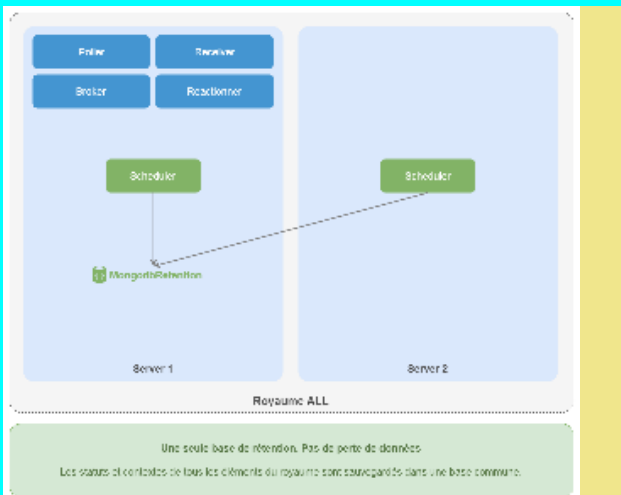 Poller
Receiver
Broker
Reactionner
Scheduler
Scheduler
MongodbRetention
Server 1
Server 2
Royaume ALL
Une seule base de rétention. Pas de perte de données
Les statuts et contextes de tous les éléments du royaume sont sauvegardés dans une base commune.